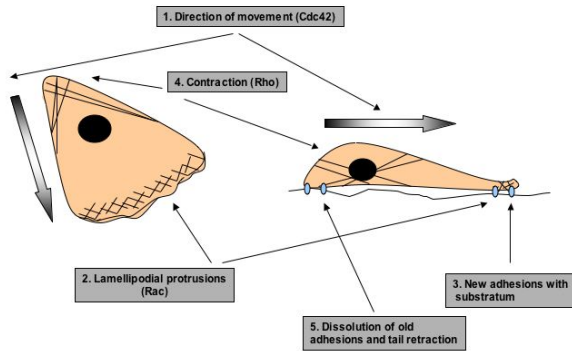 1. Direction of movement (Cdc42)
4. Contraction (Rho)
2. Lamellipodial protrusions
(Rac)
3. New adhesions with
substratum
5. Dissolution of old
adhesions and tail retraction